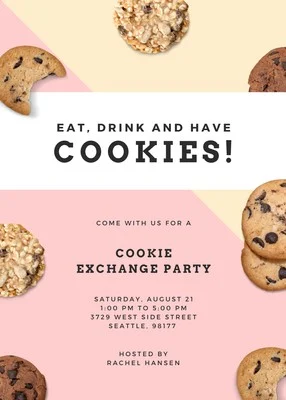 EAT, DRINK AND HAVE
COOKIES!
COME WITH US FOR A
COOKIE
EXCHANGE PARTY
SATURDAY, AUGUST 21
1:00 PM TO 5:00 PM
3729 WEST SIDE STREET
SEATTLE, 98177
HOSTED BY
RACHEL HANSEN